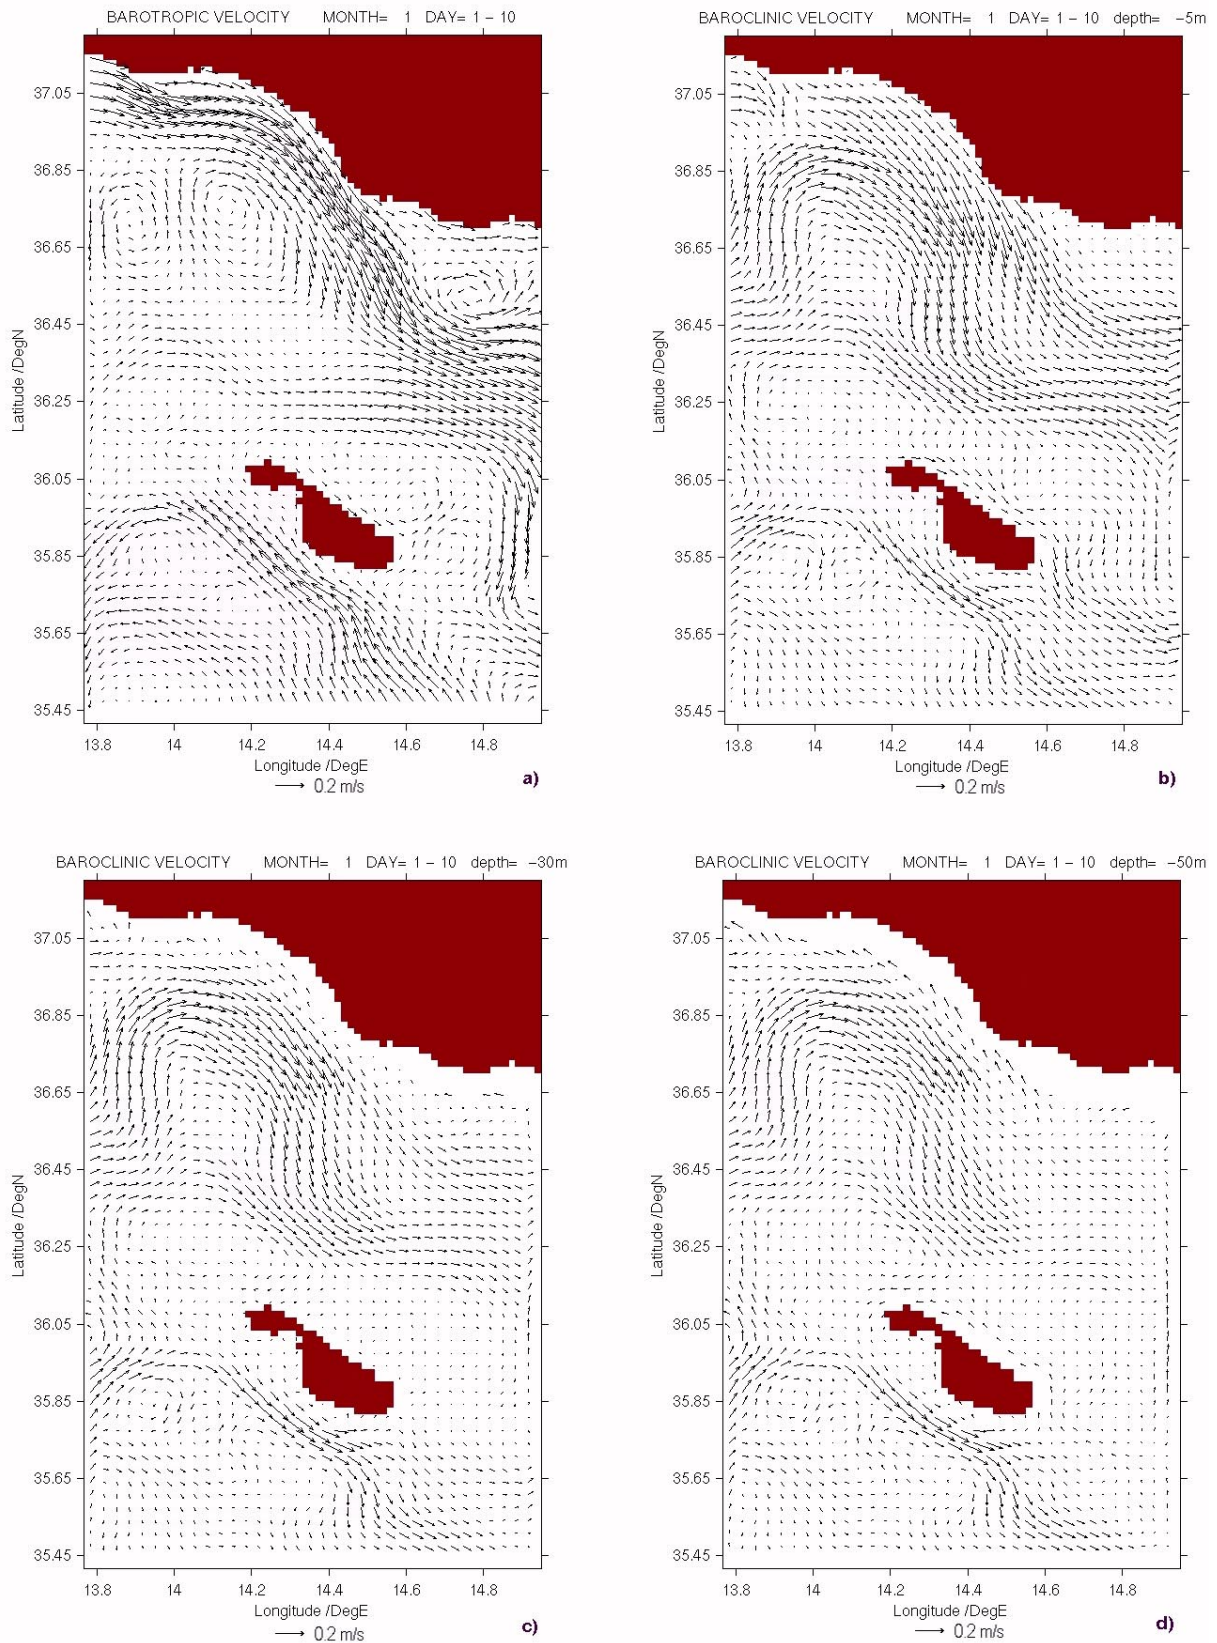 BAROTROPIC VELOCITY MONTH= 1 DAY= 1 – 10
37.05
36.85
36.65
36.45
36.25
36.05
35.85
35.65
35.45
Latitude /DegN
13.8 14 14.2 14.4 14.6 14.8
Longitude /DegE
0.2 m/s
a)
BAROCLINIC VELOCITY MONTH= 1 DAY= 1 – 10 depth= –5m
37.05
36.85
36.65
36.45
36.25
36.05
35.85
35.65
35.45
Latitude /DegN
13.8 14 14.2 14.4 14.6 14.8
Longitude /DegE
0.2 m/s
b)
BAROCLINIC VELOCITY MONTH= 1 DAY= 1 – 10 depth= –30m
37.05
36.85
36.65
36.45
36.25
36.05
35.85
35.65
35.45
Latitude /DegN
13.8 14 14.2 14.4 14.6 14.8
Longitude /DegE
0.2 m/s
c)
BAROCLINIC VELOCITY MONTH= 1 DAY= 1 – 10 depth= –50m
37.05
36.85
36.65
36.45
36.25
36.05
35.85
35.65
35.45
Latitude /DegN
13.8 14 14.2 14.4 14.6 14.8
Longitude /DegE
0.2 m/s
d)